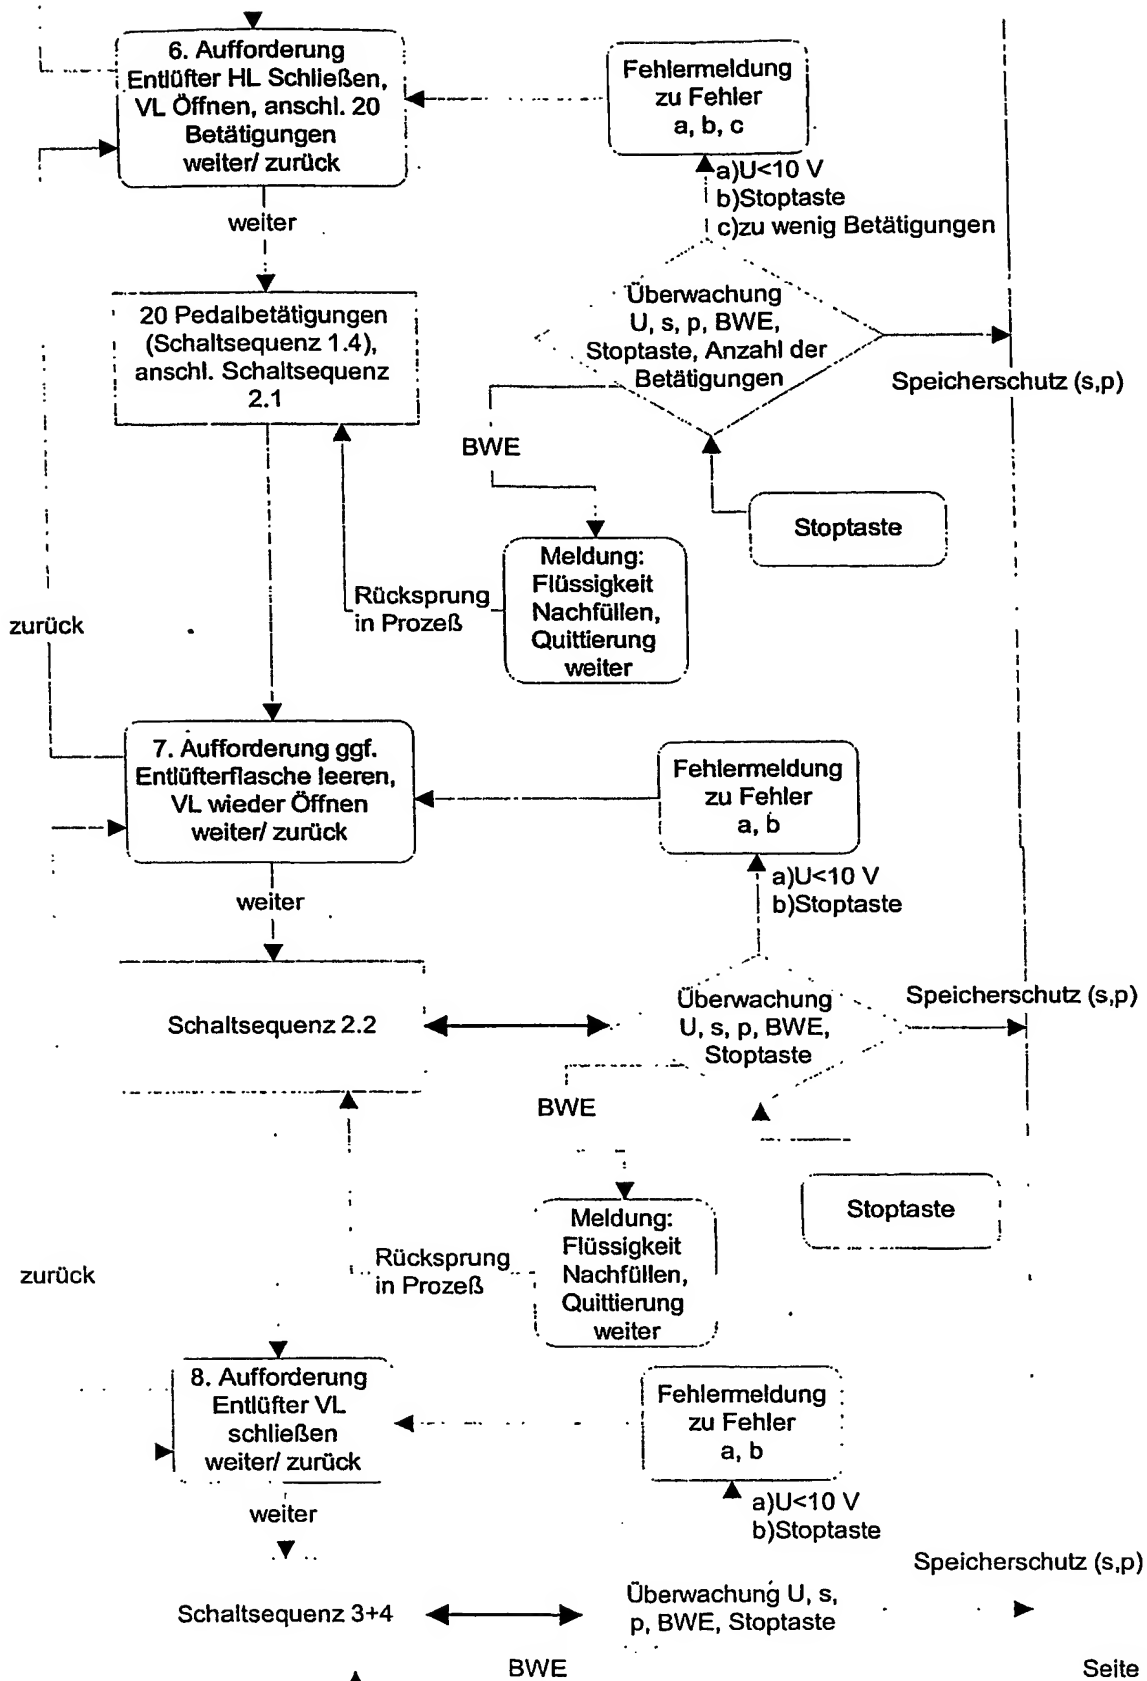 6. Aufforderung
Entlüfter HL Schließen,
VL Öffnen, anschl. 20
Betätigungen
weiter/ zurück
Fehlermeldung
zu Fehler
a, b, c
a)U<10 V
b)Stoptaste
c)zu wenig Betätigungen
weiter
20 Pedalbetätigungen
(Schaltsequenz 1.4),
anschl. Schaltsequenz
2.1
Überwachung
U, s, p, BWE,
Stoptaste, Anzahl der
Betätigungen
Speicherschutz (s,p)
BWE
Stoptaste
Meldung:
Flüssigkeit
Nachfüllen,
Quittierung
weiter
Rücksprung
in Prozeß
zurück
7. Aufforderung ggf.
Entlüfterflasche leeren,
VL wieder Öffnen
weiter/ zurück
Fehlermeldung
zu Fehler
a, b
a)U<10 V
b)Stoptaste
weiter
Schaltsequenz 2.2
Überwachung
U, s, p, BWE,
Stoptaste
Speicherschutz (s,p)
BWE
Stoptaste
Meldung:
Flüssigkeit
Nachfüllen,
Quittierung
weiter
Rücksprung
in Prozeß
zurück
8. Aufforderung
Entlüfter VL
schließen
weiter/ zurück
Fehlermeldung
zu Fehler
a, b
a)U<10 V
b)Stoptaste
weiter
Schaltsequenz 3+4
Überwachung U, s,
p, BWE, Stoptaste
Speicherschutz (s,p)
BWE
Seite